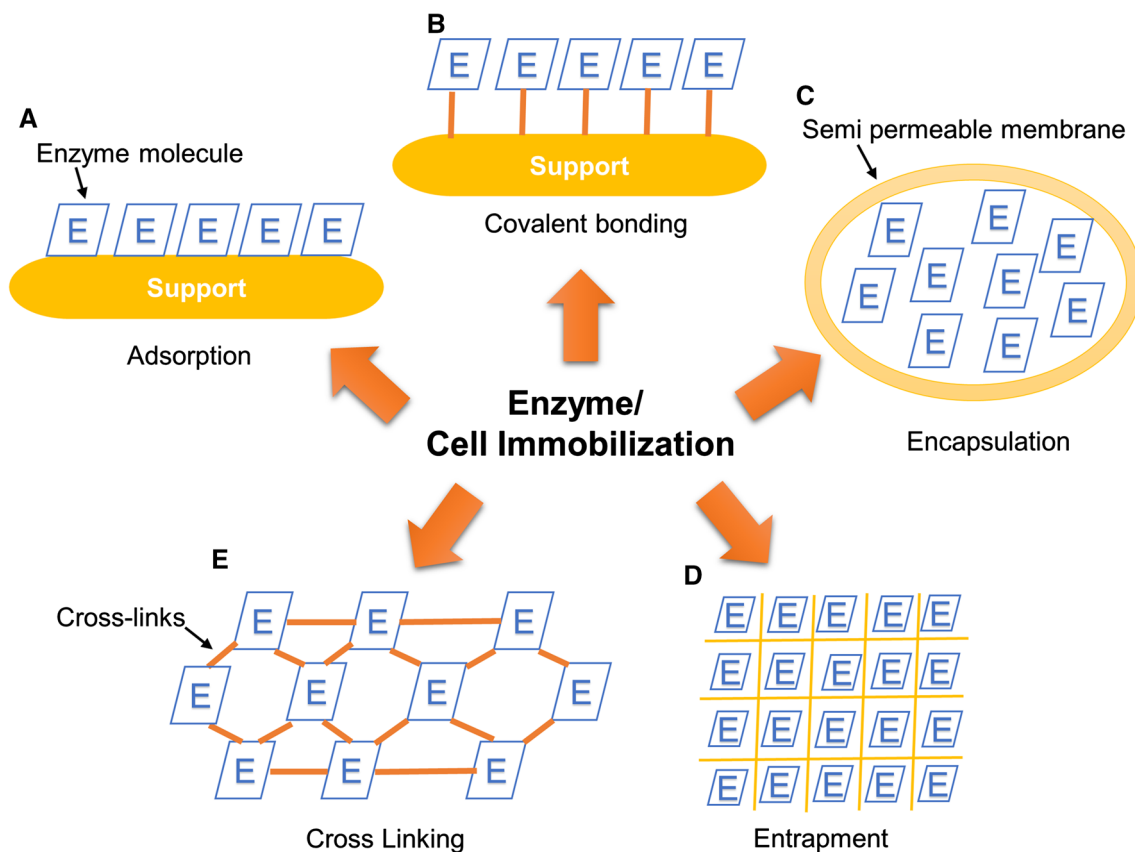 A
Enzyme molecule
E E E E E
Support
Adsorption
B
E E E E E
Support
Covalent bonding
C
Semi permeable membrane
E
E
E
E
E
E
E
E
E
Encapsulation
Enzyme/
Cell Immobilization
E
Cross-links
E E E
E E E E
E E E
Cross Linking
D
E E E E E
E E E E E
E E E E E
E E E E E
Entrapment